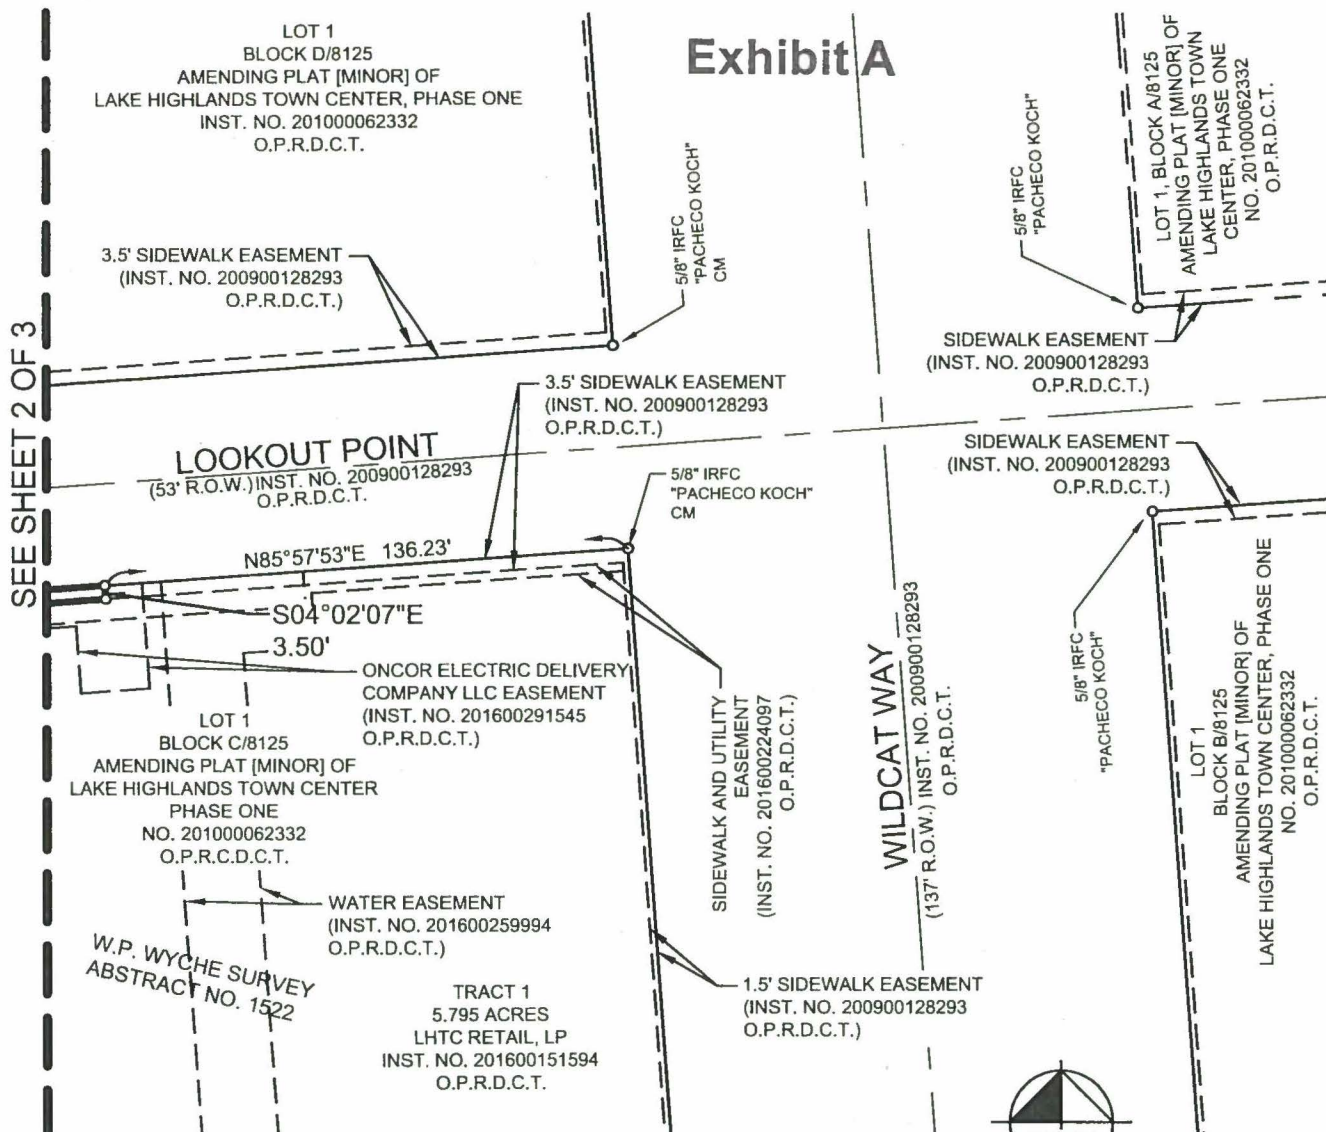 Exhibit A
LOT 1
BLOCK D/8125
AMENDING PLAT [MINOR] OF
LAKE HIGHLANDS TOWN CENTER, PHASE ONE
INST. NO. 201000062332
O.P.R.D.C.T.
LOT 1, BLOCK A/8125
AMENDING PLAT [MINOR] OF
LAKE HIGHLANDS TOWN
CENTER, PHASE ONE
NO. 201000062332
O.P.R.D.C.T.
5/8" IRFC
"PACHECO KOCH"
5/8" IRFC
"PACHECO KOCH"
CM
3.5' SIDEWALK EASEMENT
(INST. NO. 200900128293
O.P.R.D.C.T.)
SEE SHEET 2 OF 3
SIDEWALK EASEMENT
(INST. NO. 200900128293
O.P.R.D.C.T.)
3.5' SIDEWALK EASEMENT
(INST. NO. 200900128293
O.P.R.D.C.T.)
LOOKOUT POINT
(53' R.O.W.) INST. NO. 200900128293
O.P.R.D.C.T.
SIDEWALK EASEMENT
(INST. NO. 200900128293
O.P.R.D.C.T.)
5/8" IRFC
"PACHECO KOCH"
CM
N85°57'53"E 136.23'
S04°02'07"E
3.50'
ONCOR ELECTRIC DELIVERY
COMPANY LLC EASEMENT
(INST. NO. 201600291545
O.P.R.D.C.T.)
LOT 1
BLOCK C/8125
AMENDING PLAT [MINOR] OF
LAKE HIGHLANDS TOWN CENTER
PHASE ONE
NO. 201000062332
O.P.R.C.D.C.T.
SIDEWALK AND UTILITY
EASEMENT
(INST. NO. 201600224097
O.P.R.D.C.T.)
WILDCAT WAY
(137' R.O.W.) INST. NO. 200900128293
O.P.R.D.C.T.
5/8" IRFC
"PACHECO KOCH"
LOT 1
BLOCK B/8125
AMENDING PLAT [MINOR] OF
LAKE HIGHLANDS TOWN CENTER, PHASE ONE
NO. 201000062332
O.P.R.D.C.T.
WATER EASEMENT
(INST. NO. 201600259994
O.P.R.D.C.T.)
W.P. WYCHE SURVEY
ABSTRACT NO. 1522
TRACT 1
5.795 ACRES
LHTC RETAIL, LP
INST. NO. 201600151594
O.P.R.D.C.T.
1.5' SIDEWALK EASEMENT
(INST. NO. 200900128293
O.P.R.D.C.T.)